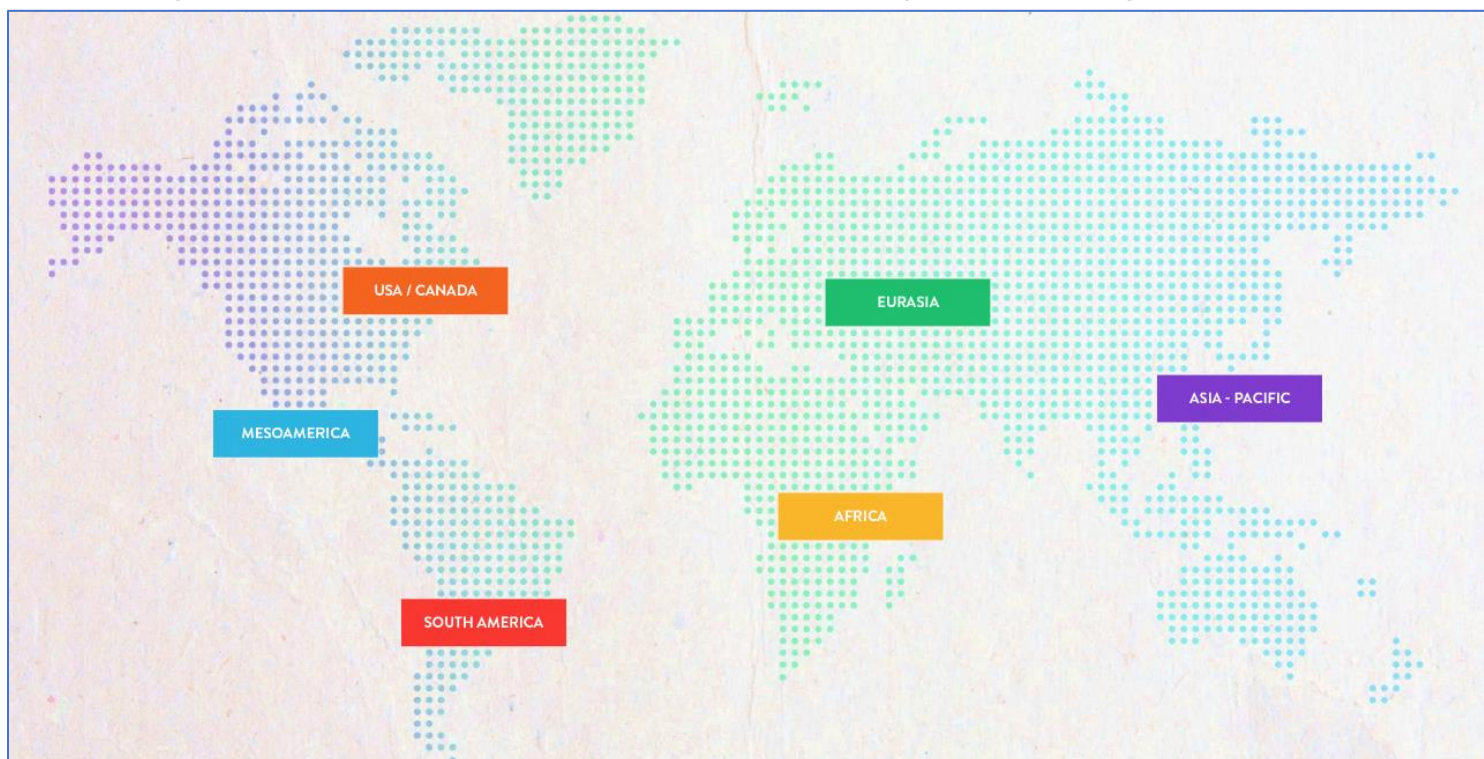 USA / CANADA
EURASIA
ASIA - PACIFIC
MESOAMERICA
AFRICA
SOUTH AMERICA